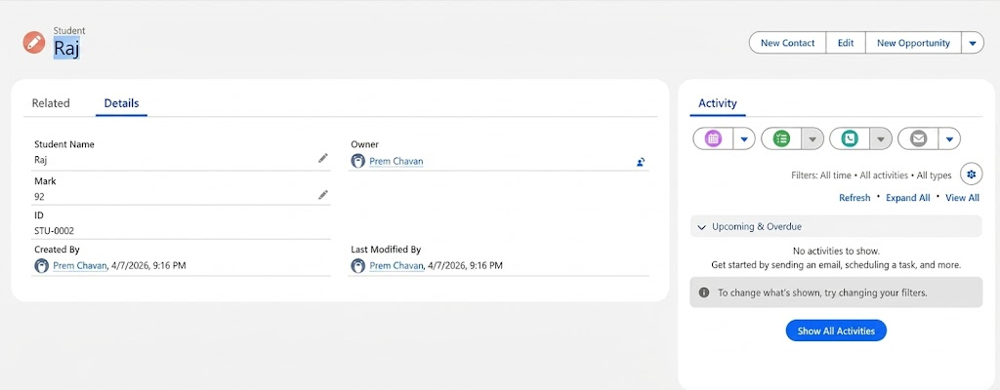 Student
Raj
New Contact Edit New Opportunity
Related Details
Student Name
Raj
Mark
92
ID
STU-0002
Created By
Prem Chavan, 4/7/2026, 9:16 PM
Owner
Prem Chavan
Last Modified By
Prem Chavan, 4/7/2026, 9:16 PM
Activity
Filters: All time • All activities • All types
Refresh • Expand All • View All
Upcoming & Overdue
No activities to show.
Get started by sending an email, scheduling a task, and more.
To change what's shown, try changing your filters.
Show All Activities